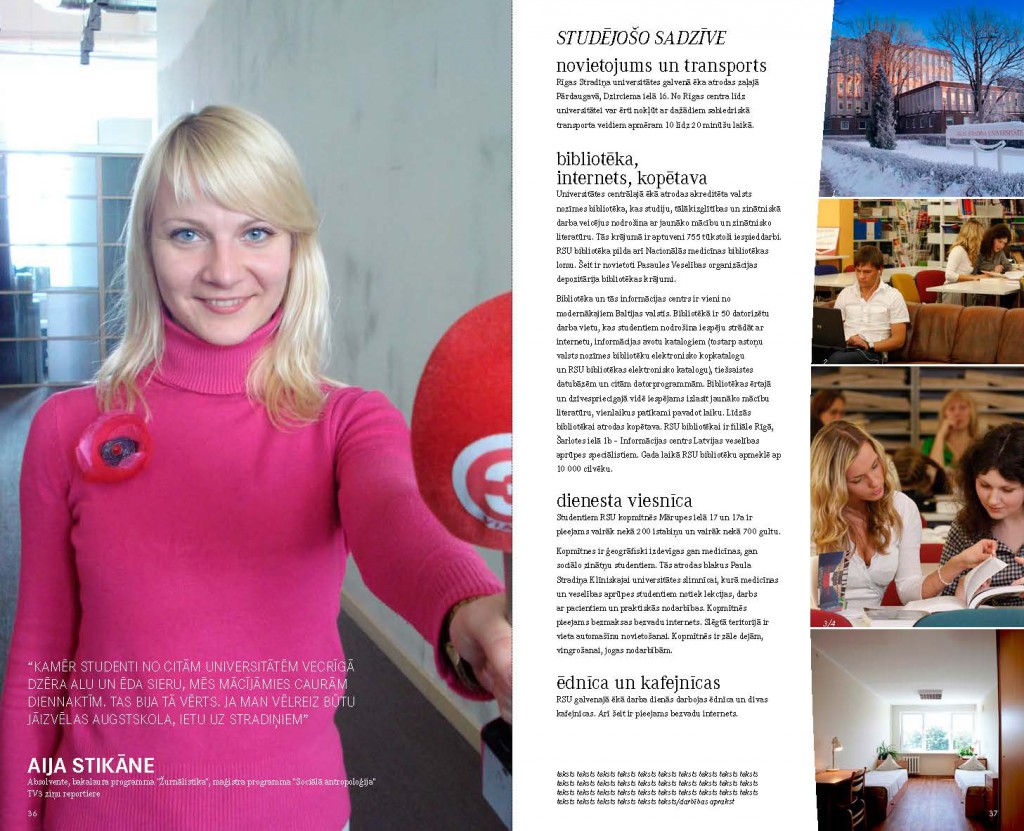 “KAMĒR STUDENTI NO CITĀM UNIVERSITĀTĒM VECRĪGĀ
DZĒRA ALU UN ĒDA SIERU, MĒS MĀCĪJĀMIES CAURĀM
DIENNAKTĪM. TAS BIJA TĀ VĒRTS. JA MAN VĒLREIZ BŪTU
JĀIZVĒLAS AUGSTSKOLA, IETU UZ STRADIŅIEM”
AIJA STIKĀNE
Absolvente, bakalaura programma "Žurnālistika", maģistra programma "Sociālā antropoloģija"
TV3 ziņu reportiere
36
3
STUDĒJOŠO SADZĪVE
novietojums un transports
Rīgas Stradiņa universitātes galvenā ēka atrodas zaļajā
Pārdaugavā, Dzirciema ielā 16. No Rīgas centra līdz
universitātei var ērti nokļūt ar dažādiem sabiedriskā
transporta veidiem apmēram 10 līdz 20 minūšu laikā.
bibliotēka,
internets, kopētava
Universitātes centrālajā ēkā atrodas akreditēta valsts
nozīmes bibliotēka, kas studiju, tālākizglītības un zinātniskā
darba veicējus nodrošina ar jaunāko mācību un zinātnisko
literatūru. Tās krājumā ir aptuveni 755 tūkstoši iespieddarbi.
RSU bibliotēka pilda arī Nacionālās medicīnas bibliotēkas
lomu. Šeit ir novietoti Pasaules Veselības organizācijas
depozitārija bibliotēkas krājumi.
Bibliotēka un tās informācijas centrs ir vieni no
modernākajiem Baltijas valstīs. Bibliotēkā ir 50 datorizētu
darba vietu, kas studentiem nodrošina iespēju strādāt ar
internetu, informācijas avotu katalogiem (tostarp astoņu
valsts nozīmes bibliotēku elektronisko kopkatalogu
un RSU bibliotēkas elektronisko katalogu), tiešsaistes
datubāzēm un citām datorprogrammām. Bibliotēkas ērtajā
un dzīvespriecīgajā vidē iespējams izlasīt jaunāko mācību
literatūru, vienlaikus patīkami pavadot laiku. Līdzās
bibliotēkai atrodas kopētava. RSU bibliotēkai ir filiāle Rīgā,
Šarlotes ielā 1b – Informācijas centrs Latvijas veselības
aprūpes speciālistiem. Gada laikā RSU bibliotēku apmeklē ap
10 000 cilvēku.
dienesta viesnīca
Studentiem RSU kopmītnēs Mārupes ielā 17 un 17a ir
pieejams vairāk nekā 200 istabiņu un vairāk nekā 700 gultu.
Kopmītnes ir ģeogrāfiski izdevīgas gan medicīnas, gan
sociālo zinātņu studentiem. Tās atrodas blakus Paula
Stradiņa Klīniskajai universitātes slimnīcai, kurā medicīnas
un veselības aprūpes studentiem notiek lekcijas, darbs
ar pacientiem un praktiskās nodarbības. Kopmītnēs
pieejams bezmaksas bezvadu internets. Slēgtā teritorijā ir
vieta automašīnu novietošanai. Kopmītnēs ir zāle dejām,
vingrošanai, jogas nodarbībām.
ēdnīca un kafejnīcas
RSU galvenajā ēkā darba dienās darbojas ēdnīca un divas
kafejnīcas. Arī šeit ir pieejams bezvadu internets.
teksts teksts teksts teksts teksts teksts teksts teksts teksts teksts
teksts teksts teksts teksts teksts teksts teksts teksts teksts teksts
teksts teksts teksts teksts teksts teksts teksts teksts teksts teksts
teksts teksts teksts teksts teksts teksts/darbības aprakst
2
3/4
37